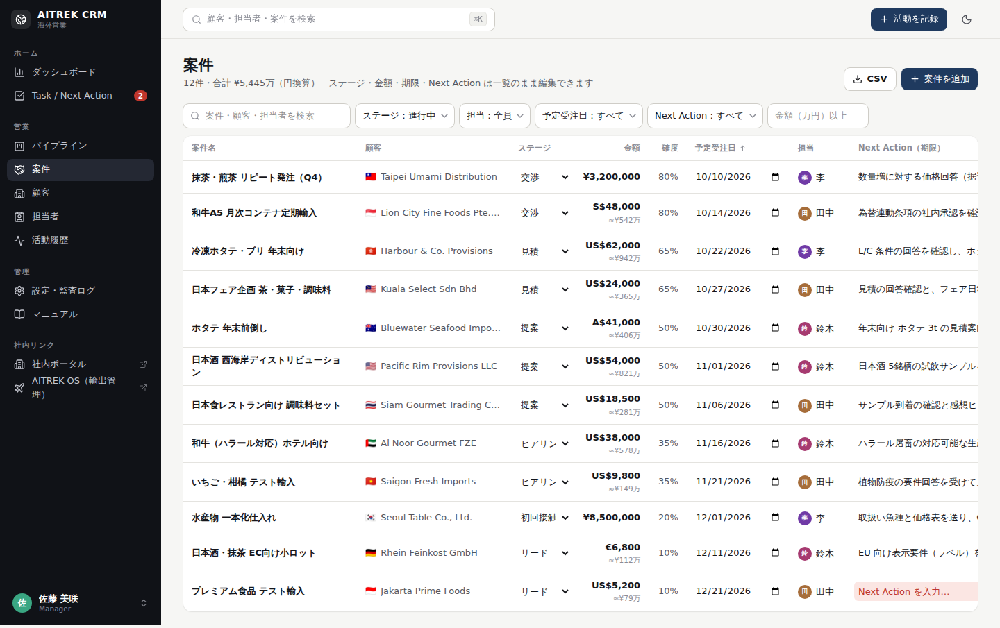 AITREK CRM
海外営業
ホーム
ダッシュボード
Task / Next Action 2
営業
パイプライン
案件
顧客
担当者
活動履歴
管理
設定・監査ログ
マニュアル
社内リンク
社内ポータル
AITREK OS（輸出管
理）
佐 佐藤 美咲
Manager
顧客・担当者・案件を検索 ⌘K
活動を記録
案件
12件・合計 ¥5,445万（円換算） ステージ・金額・期限・Next Action は一覧のまま編集できます
CSV
案件を追加
案件・顧客・担当者を検索 ステージ：進行中 担当：全員 予定受注日：すべて Next Action：すべて 金額（万円）以上
案件名 顧客 ステージ 金額 確度 予定受注日 ↑ 担当 Next Action（期限）
抹茶・煎茶 リピート発注（Q4） Taipei Umami Distribution 交渉 ¥3,200,000 80% 10/10/2026 李 李 数量増に対する価格回答（据
和牛A5 月次コンテナ定期輸入 Lion City Fine Foods Pte.… 交渉 S$48,000 80% 10/14/2026 田 田中 為替連動条項の社内承認を確
≈¥542万
冷凍ホタテ・ブリ 年末向け Harbour & Co. Provisions 見積 US$62,000 65% 10/22/2026 李 李 L/C 条件の回答を確認し、ホ
≈¥942万
日本フェア企画 茶・菓子・調味料 Kuala Select Sdn Bhd 見積 US$24,000 65% 10/27/2026 田 田中 見積の回答確認と、フェア日
≈¥365万
ホタテ 年末前倒し Bluewater Seafood Impo… 提案 A$41,000 50% 10/30/2026 鈴 鈴木 年末向け ホタテ 3t の見積案
≈¥406万
日本酒 西海岸ディストリビューショ
ン Pacific Rim Provisions LLC 提案 US$54,000 50% 11/01/2026 鈴 鈴木 日本酒 5銘柄の試飲サンプル
≈¥821万
日本食レストラン向け 調味料セット Siam Gourmet Trading C… 提案 US$18,500 50% 11/06/2026 田 田中 サンプル到着の確認と感想ヒ
≈¥281万
和牛（ハラール対応）ホテル向け Al Noor Gourmet FZE ヒアリン US$38,000 35% 11/16/2026 鈴 鈴木 ハラール屠畜の対応可能な生
≈¥578万
いちご・柑橘 テスト輸入 Saigon Fresh Imports ヒアリン US$9,800 35% 11/21/2026 田 田中 植物防疫の要件回答を受けて
≈¥149万
水産物 一本化仕入れ Seoul Table Co., Ltd. 初回接触 ¥8,500,000 20% 12/01/2026 李 李 取扱い魚種と価格表を送り、
日本酒・抹茶 EC向け小ロット Rhein Feinkost GmbH リード €6,800 10% 12/11/2026 鈴 鈴木 EU 向け表示要件（ラベル）を
≈¥112万
プレミアム食品 テスト輸入 Jakarta Prime Foods リード US$5,200 10% 12/21/2026 田 田中 Next Action を入力…
≈¥79万